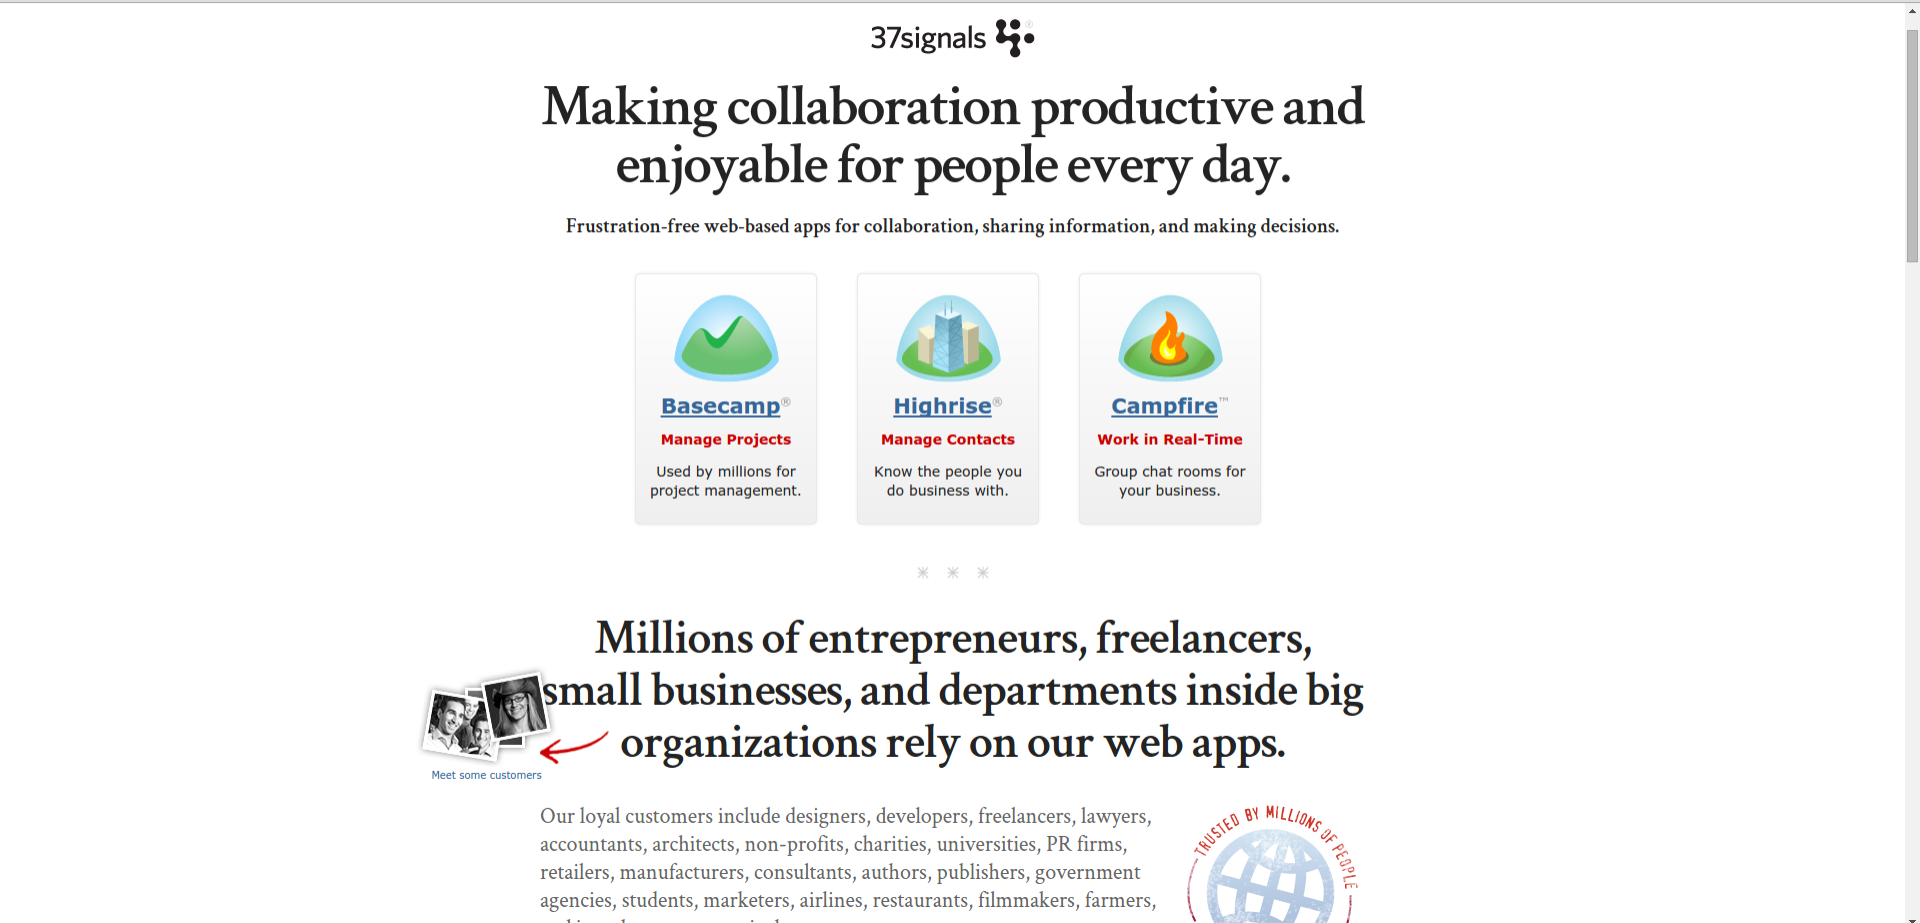 37signals ®
Making collaboration productive and
enjoyable for people every day.
Frustration-free web-based apps for collaboration, sharing information, and making decisions.
Basecamp®
Manage Projects
Used by millions for
project management.
Highrise®
Manage Contacts
Know the people you
do business with.
Campfire™
Work in Real-Time
Group chat rooms for
your business.
Millions of entrepreneurs, freelancers,
small businesses, and departments inside big
organizations rely on our web apps.
Meet some customers
Our loyal customers include designers, developers, freelancers, lawyers,
accountants, architects, non-profits, charities, universities, PR firms,
retailers, manufacturers, consultants, authors, publishers, government
agencies, students, marketers, airlines, restaurants, filmmakers, farmers,
TRUSTED BY MILLIONS OF PEOPLE